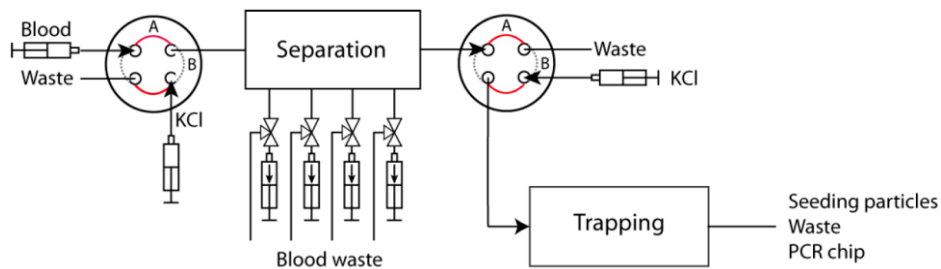 Blood
A
Waste
B
KCl
Separation
Blood waste
A
Waste
B
KCl
Trapping
Seeding particles
Waste
PCR chip